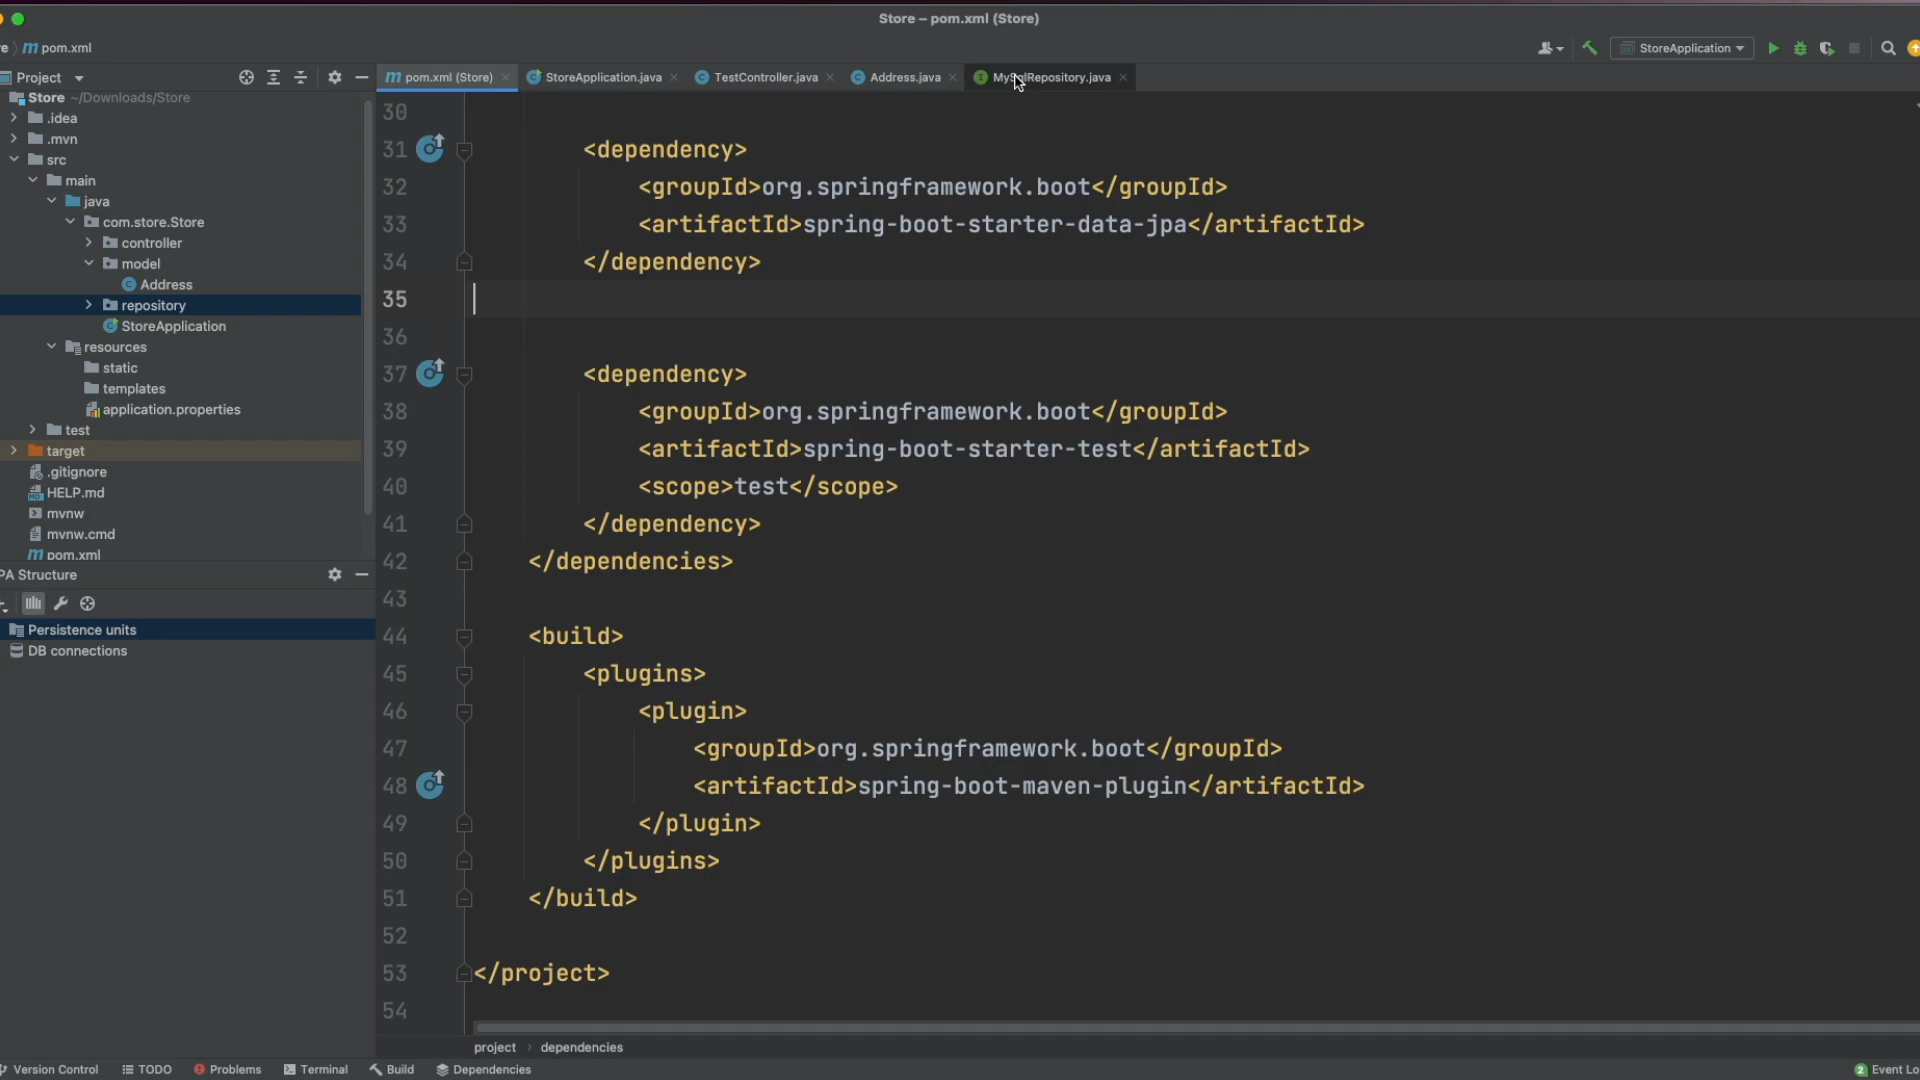 Store – pom.xml (Store)
re m pom.xml
StoreApplication
Project
pom.xml (Store)
StoreApplication.java
TestController.java
Address.java
MySqlRepository.java
Store ~/Downloads/Store
.idea
.mvn
src
main
java
com.store.Store
controller
model
Address
repository
StoreApplication
resources
static
templates
application.properties
test
target
.gitignore
HELP.md
mvnw
mvnw.cmd
pom.xml
PA Structure
Persistence units
DB connections
30
31 <dependency>
32 <groupId>org.springframework.boot</groupId>
33 <artifactId>spring-boot-starter-data-jpa</artifactId>
34 </dependency>
35
36
37 <dependency>
38 <groupId>org.springframework.boot</groupId>
39 <artifactId>spring-boot-starter-test</artifactId>
40 <scope>test</scope>
41 </dependency>
42 </dependencies>
43
44 <build>
45 <plugins>
46 <plugin>
47 <groupId>org.springframework.boot</groupId>
48 <artifactId>spring-boot-maven-plugin</artifactId>
49 </plugin>
50 </plugins>
51 </build>
52
53 </project>
54
project › dependencies
Version Control
TODO
Problems
Terminal
Build
Dependencies
2 Event Lo